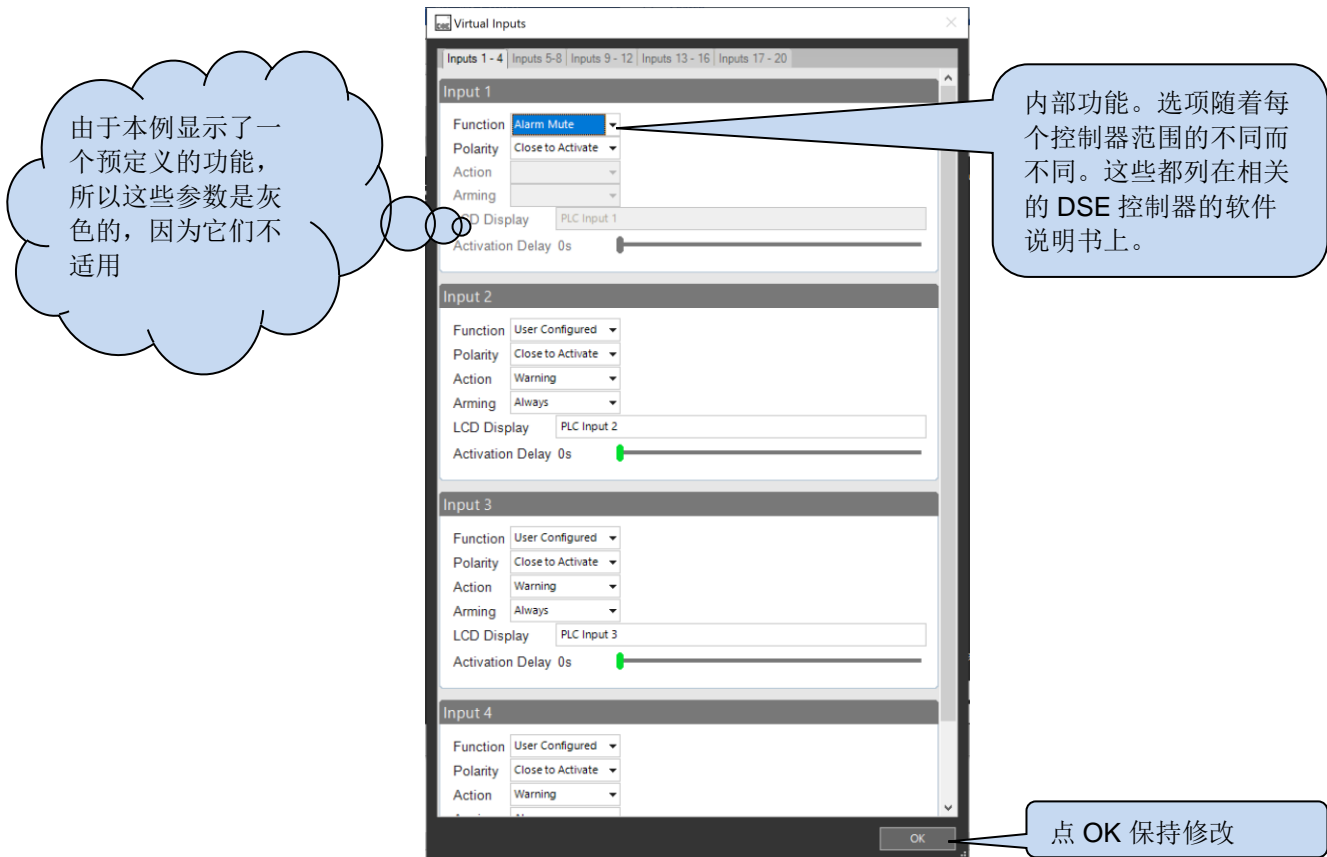 Virtual Inputs
Inputs 1 - 4 Inputs 5-8 Inputs 9 - 12 Inputs 13 - 16 Inputs 17 - 20
Input 1
Function Alarm Mute
Polarity Close to Activate
Action
Arming
LCD Display PLC Input 1
Activation Delay 0s
Input 2
Function User Configured
Polarity Close to Activate
Action Warning
Arming Always
LCD Display PLC Input 2
Activation Delay 0s
Input 3
Function User Configured
Polarity Close to Activate
Action Warning
Arming Always
LCD Display PLC Input 3
Activation Delay 0s
Input 4
Function User Configured
Polarity Close to Activate
Action Warning
OK
由于本例显示了一
个预定义的功能，
所以这些参数是灰
色的，因为它们不
适用
内部功能。选项随着每
个控制器范围的不同而
不同。这些都列在相关
的 DSE 控制器的软件
说明书上。
点 OK 保持修改